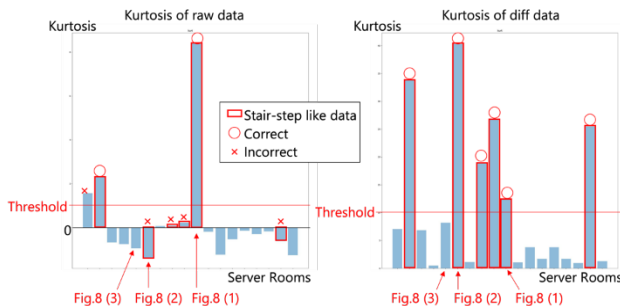 Kurtosis of raw data
Kurtosis
Threshold
0
Server Rooms
Fig.8 (3) Fig.8 (2) Fig.8 (1)
Stair-step like data
Correct
Incorrect
Kurtosis of diff data
Kurtosis
Threshold
Server Rooms
Fig.8 (3) Fig.8 (2) Fig.8 (1)